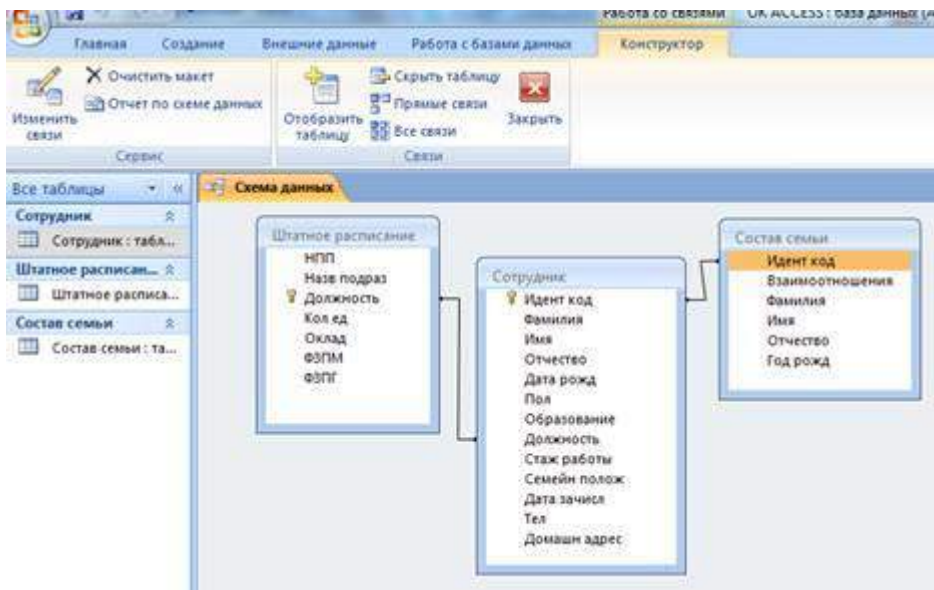 Работа со связями   OK ACCESS : база данных (A
Главная   Создание   Внешние данные   Работа с базами данных   Конструктор
Изменить связи
Очистить макет
Отчет по схеме данных
Сервис
Отобразить таблицу
Скрыть таблицу
Прямые связи
Все связи
Закрыть
Связи
Все таблицы
Сотрудник
Сотрудник : табл...
Штатное расписан...
Штатное расписа...
Состав семьи
Состав семьи : та...
Схема данных
Штатное расписание
НПП
Назв подраз
Должность
Кол ед
Оклад
ФЗПМ
ФЗПГ
Сотрудник
Идент код
Фамилия
Имя
Отчество
Дата рожд
Пол
Образование
Должность
Стаж работы
Семейн полож
Дата зачисл
Тел
Домашн адрес
Состав семьи
Идент код
Взаимоотношения
Фамилия
Имя
Отчество
Год рожд